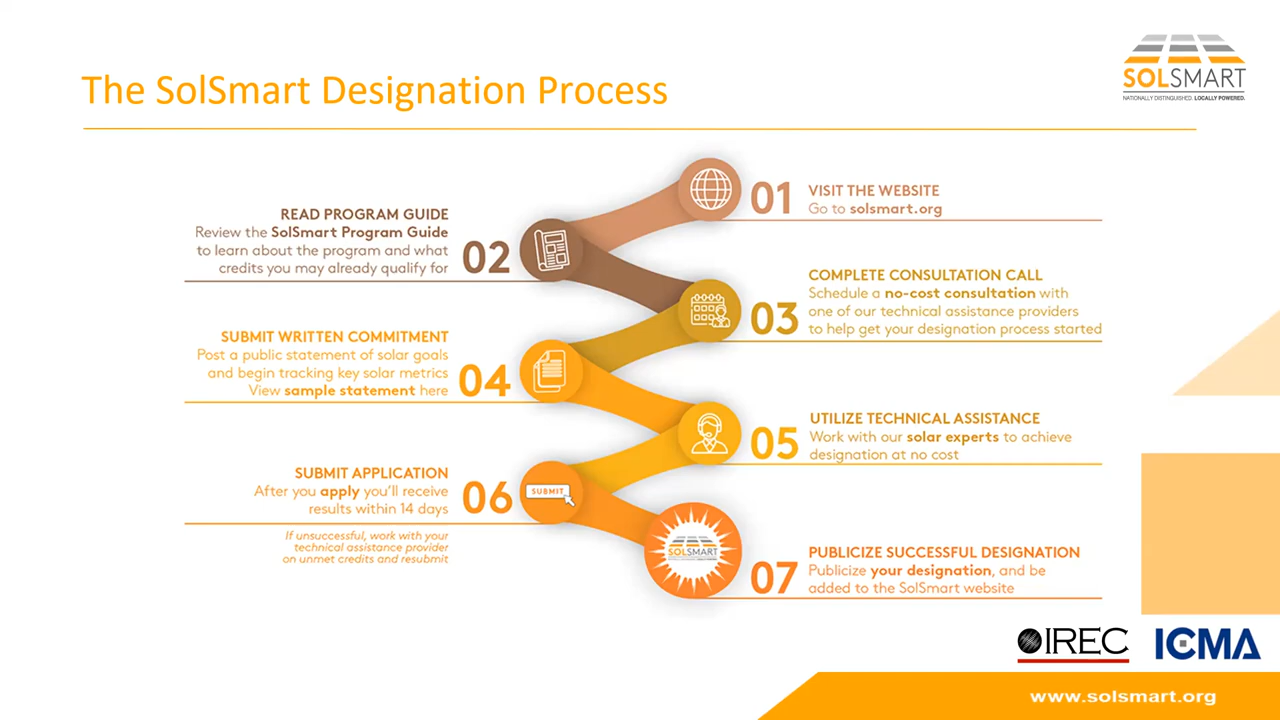 The SolSmart Designation Process
SOLSMART
NATIONALLY DISTINGUISHED. LOCALLY POWERED.
01
VISIT THE WEBSITE
Go to solsmart.org
READ PROGRAM GUIDE
Review the SolSmart Program Guide
to learn about the program and what
credits you may already qualify for
02
COMPLETE CONSULTATION CALL
Schedule a no-cost consultation with
one of our technical assistance providers
to help get your designation process started
03
SUBMIT WRITTEN COMMITMENT
Post a public statement of solar goals
and begin tracking key solar metrics
View sample statement here
04
UTILIZE TECHNICAL ASSISTANCE
Work with our solar experts to achieve
designation at no cost
05
SUBMIT APPLICATION
After you apply you'll receive
results within 14 days
06
SUBMIT
If unsuccessful, work with your
technical assistance provider
on unmet credits and resubmit
SOLSMART
07
PUBLICIZE SUCCESSFUL DESIGNATION
Publicize your designation, and be
added to the SolSmart website
IREC
ICMA
www.solsmart.org